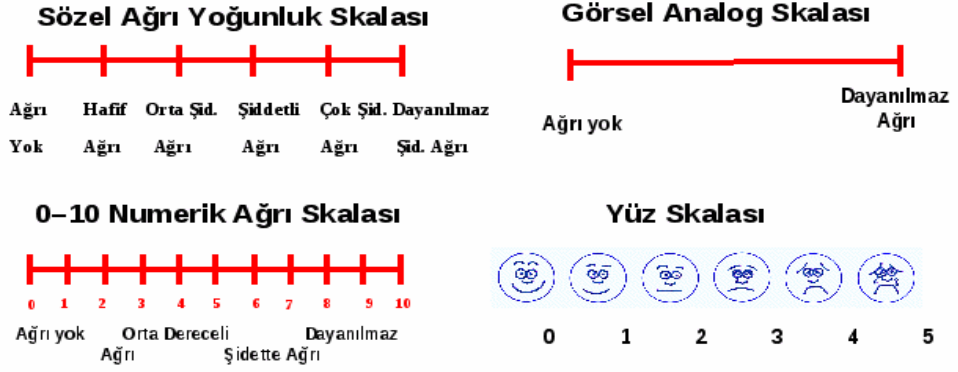 Sözel Ağrı Yoğunluk Skalası
Ağrı Hafif Orta Şid. Şiddetli Çok Şid. Dayanılmaz
Yok Ağrı Ağrı Ağrı Ağrı Şid. Ağrı
Görsel Analog Skalası
Ağrı yok
Dayanılmaz
Ağrı
0–10 Numerik Ağrı Skalası
0 1 2 3 4 5 6 7 8 9 10
Ağrı yok Orta Dereceli Dayanılmaz
Ağrı Şidette Ağrı
Yüz Skalası
0 1 2 3 4 5